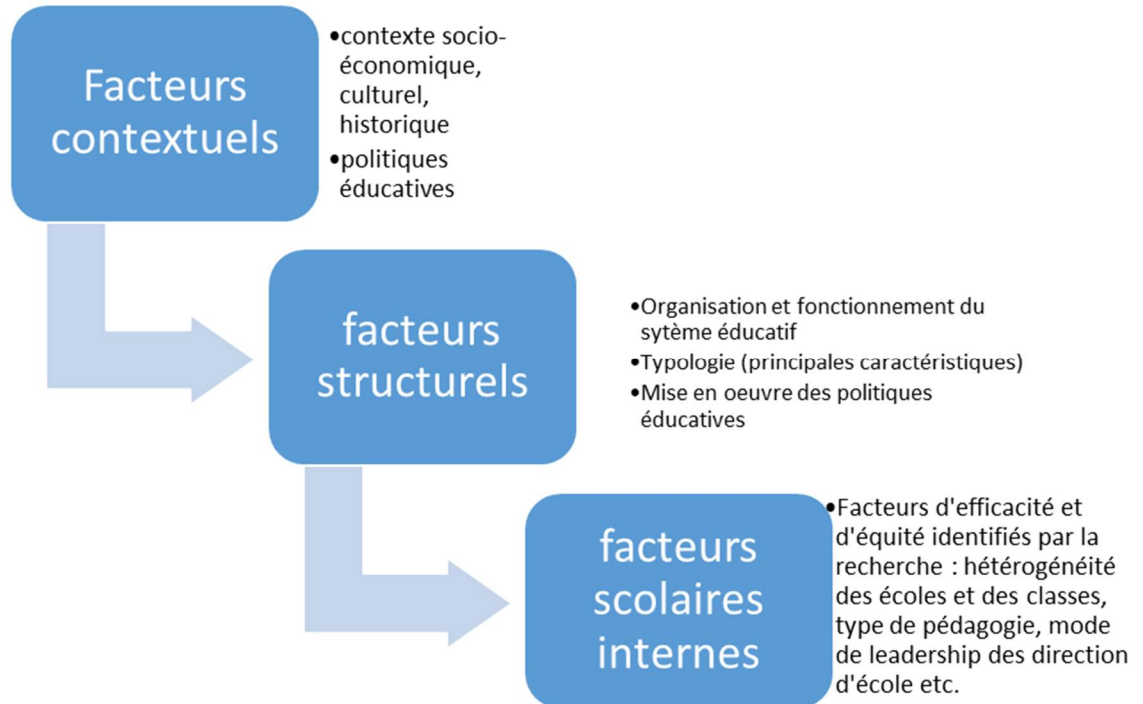 Facteurs
contextuels
•contexte socio-
économique,
culturel,
historique
•politiques
éducatives
facteurs
structurels
•Organisation et fonctionnement du
sytème éducatif
•Typologie (principales caractéristiques)
•Mise en oeuvre des politiques
éducatives
facteurs
scolaires
internes
•Facteurs d'efficacité et
d'équité identifiés par la
recherche : hétérogénéité
des écoles et des classes,
type de pédagogie, mode
de leadership des direction
d'école etc.